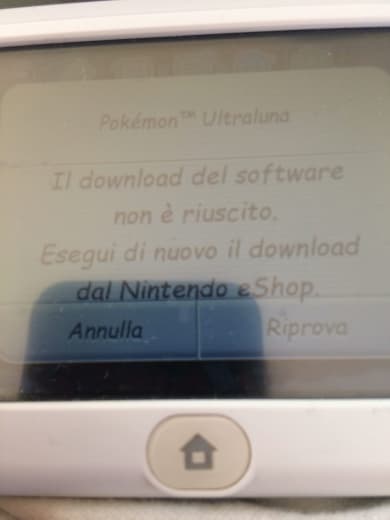 Pokémon™ Ultraluna
Il download del software
non è riuscito.
Esegui di nuovo il download
dal Nintendo eShop.
Annulla
Riprova